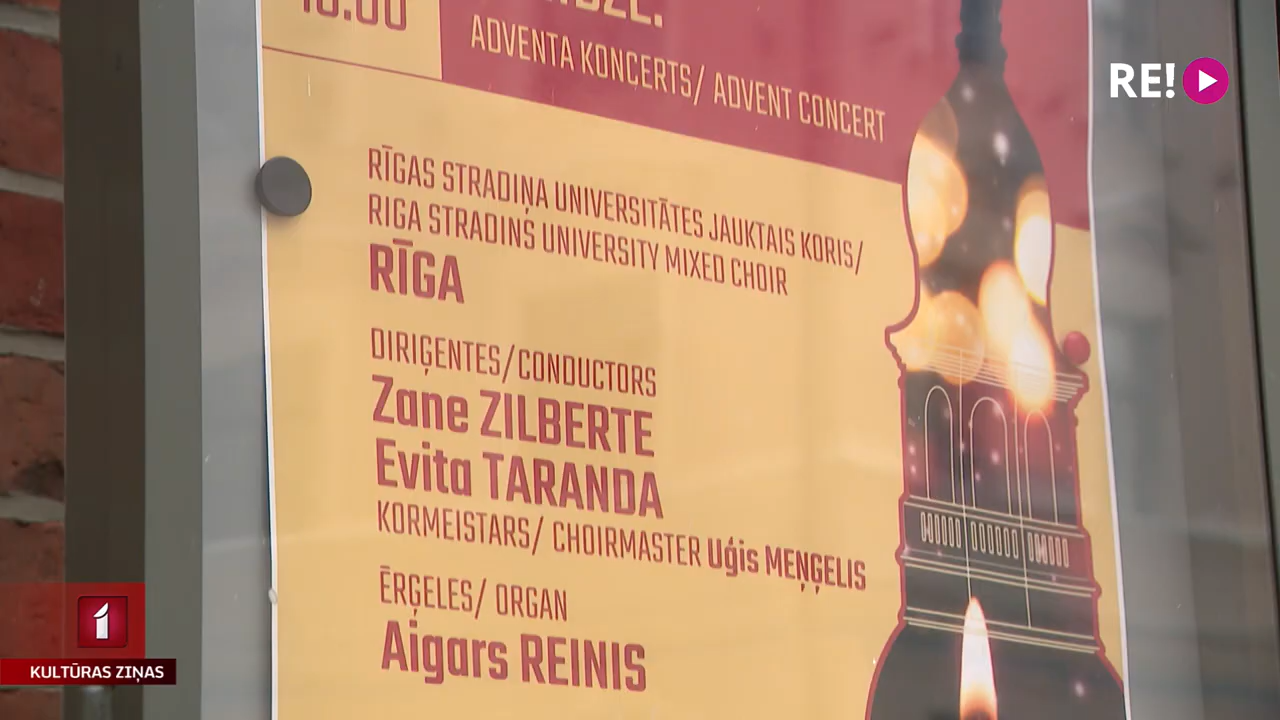 RE!
ADVENTA KONCERTS/ ADVENT CONCERT
RĪGAS STRADIŅA UNIVERSITĀTES JAUKTAIS KORIS/
RIGA STRADINS UNIVERSITY MIXED CHOIR
RĪGA
DIRIĢENTES/CONDUCTORS
Zane ZILBERTE
Evita TARANDA
KORMEISTARS/ CHOIRMASTER Uģis MEŅĢELIS
ĒRĢELES/ ORGAN
Aigars REINIS
1
KULTŪRAS ZIŅAS